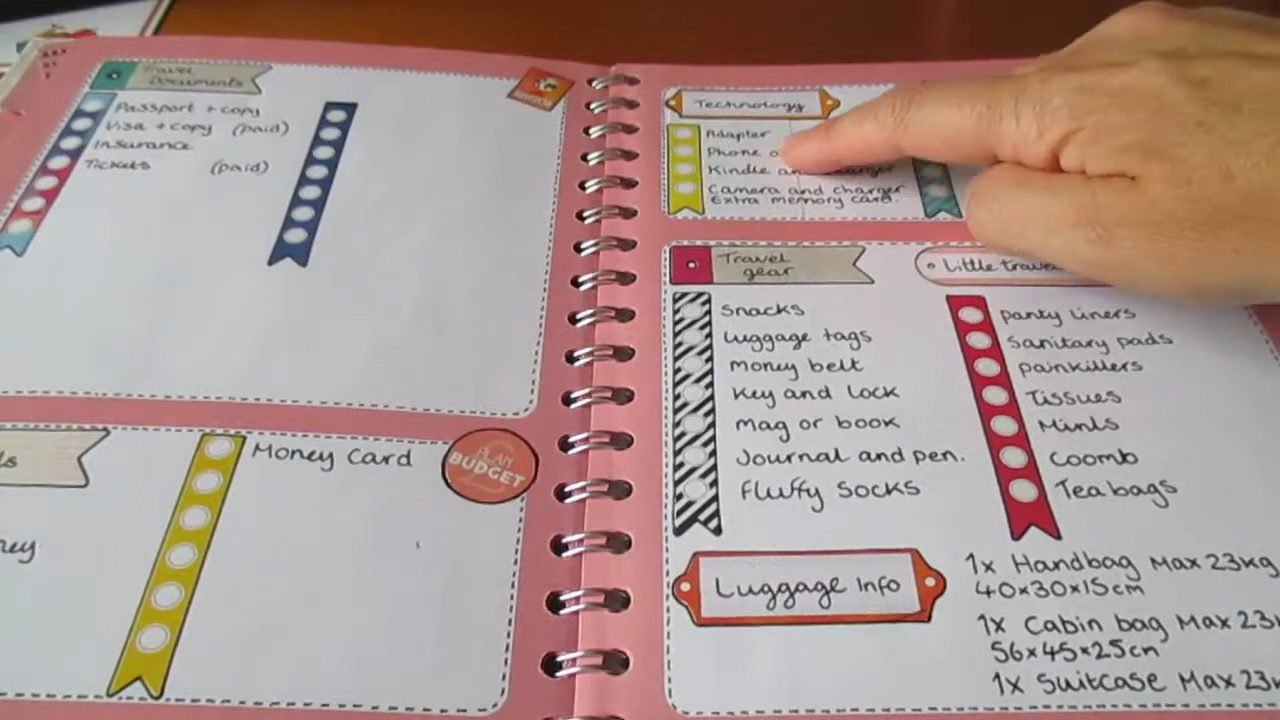 Travel
Documents
Passport + copy
Visa + copy (paid)
Insurance
Tickets (paid)
Money Card
PLAN
BUDGET
Technology
Adapter
Phone
Kindle
Camera and charger
Extra memory card.
Travel
gear
Snacks
luggage tags
Money belt
Key and lock
mag or book
Journal and pen.
Fluffy socks
Little
panty liners
Sanitary pads
painkillers
Tissues
Mints
Coomb
Teabags
Luggage Info
1x Handbag Max 23kg
40x30x15cm
1x Cabin bag Max
56x45x25cm
1x Suitcase Max